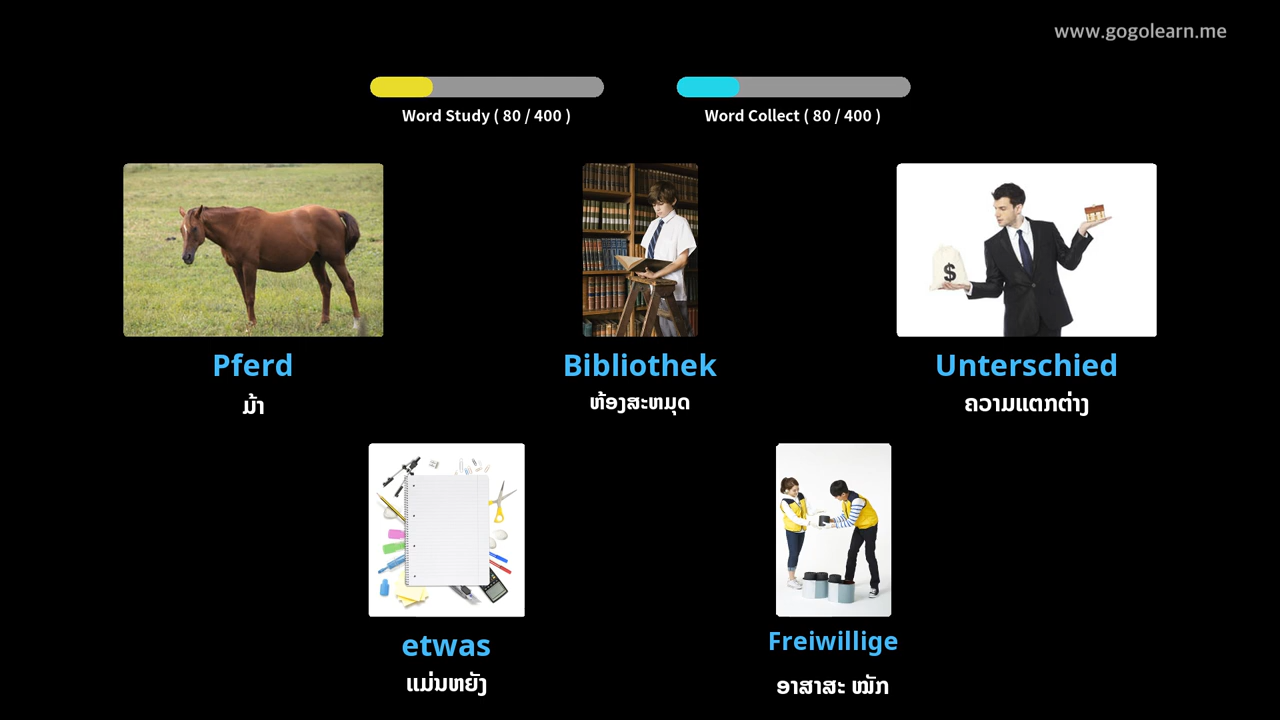 www.gogolearn.me
Word Study ( 80 / 400 )
Word Collect ( 80 / 400 )
Pferd
ມ້າ
Bibliothek
ຫ້ອງສະຫມຸດ
Unterschied
ຄວາມແຕກຕ່າງ
etwas
ແມ່ນຫຍັງ
Freiwillige
ອາສາສະ ໝັກ